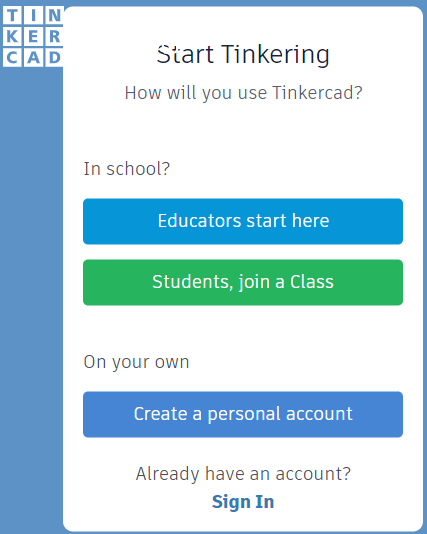 TIN
KER
CAD
Start Tinkering
How will you use Tinkercad?
In school?
Educators start here
Students, join a Class
On your own
Create a personal account
Already have an account?
Sign In